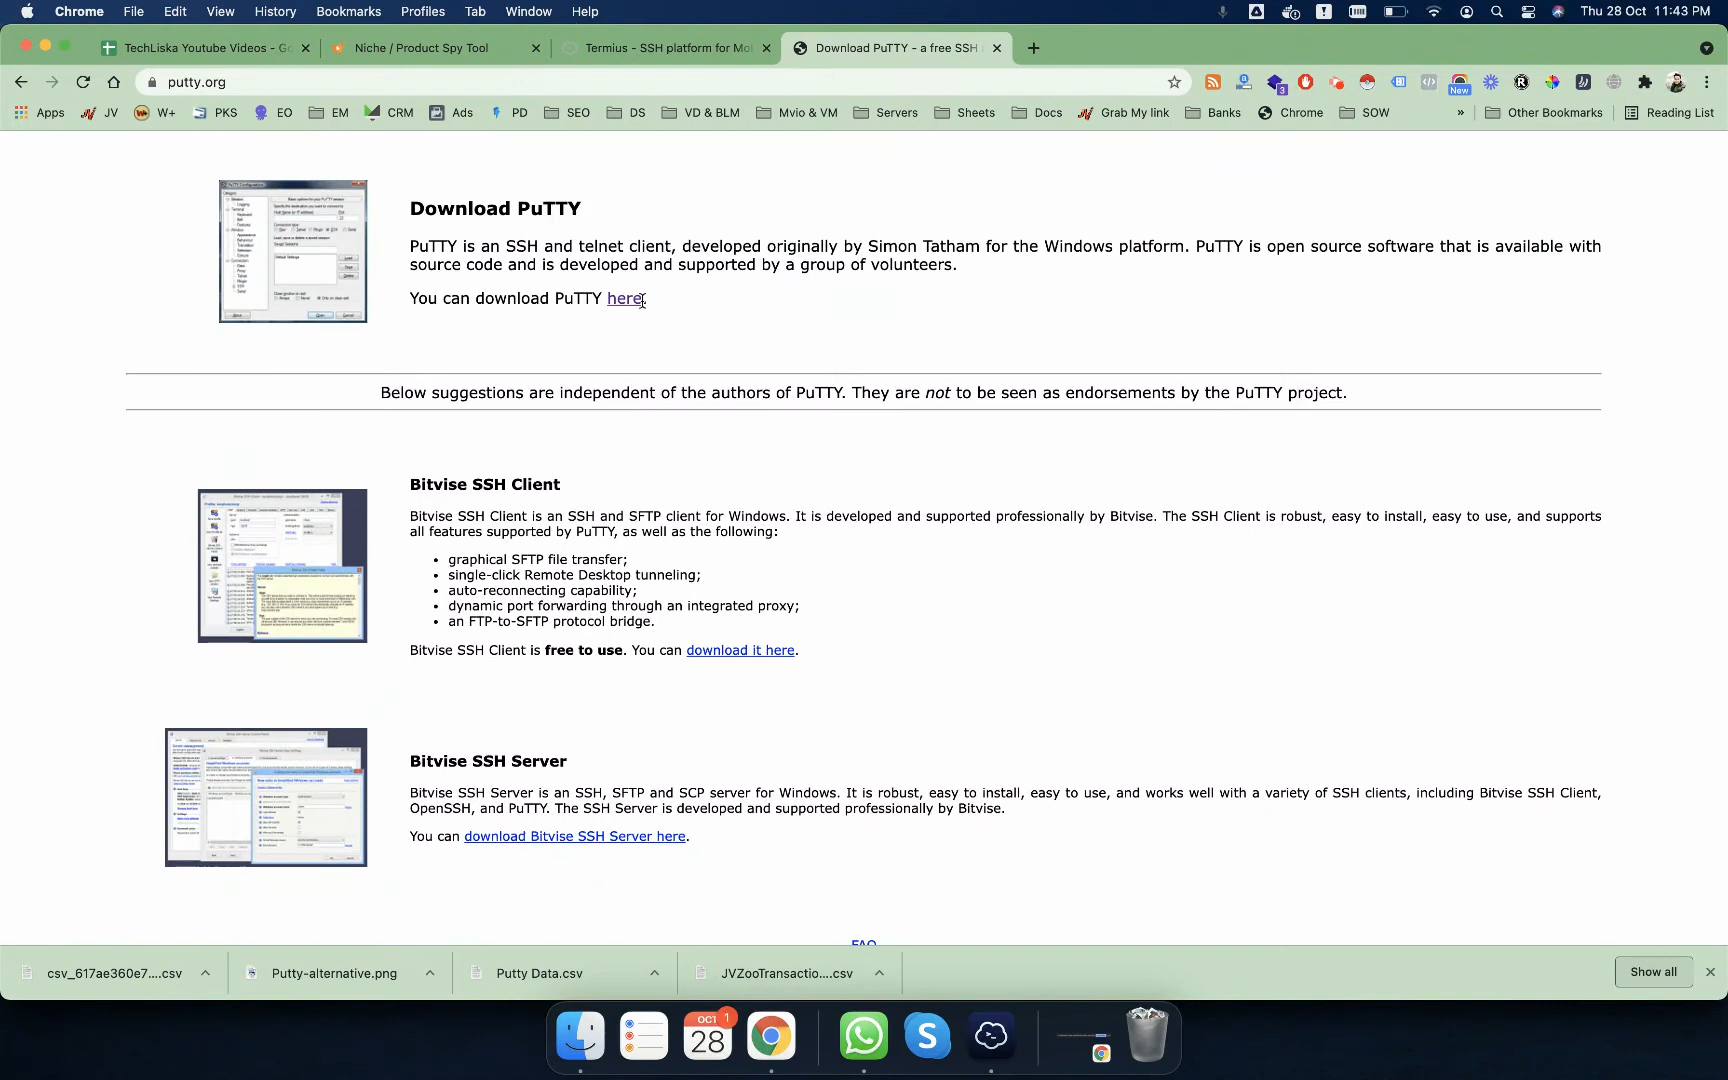 Chrome File Edit View History Bookmarks Profiles Tab Window Help Thu 28 Oct 11:43 PM
TechLiska Youtube Videos - Go Niche / Product Spy Tool Termius - SSH platform for Mo Download PuTTY - a free SSH
putty.org
New
3
Apps JV W+ PKS EO EM CRM Ads PD SEO DS VD & BLM Mvio & VM Servers Sheets Docs Grab My link Banks Chrome SOW » Other Bookmarks Reading List
Download PuTTY
PuTTY is an SSH and telnet client, developed originally by Simon Tatham for the Windows platform. PuTTY is open source software that is available with
source code and is developed and supported by a group of volunteers.
You can download PuTTY here.
Below suggestions are independent of the authors of PuTTY. They are not to be seen as endorsements by the PuTTY project.
Bitvise SSH Client
Bitvise SSH Client is an SSH and SFTP client for Windows. It is developed and supported professionally by Bitvise. The SSH Client is robust, easy to install, easy to use, and supports
all features supported by PuTTY, as well as the following:
• graphical SFTP file transfer;
• single-click Remote Desktop tunneling;
• auto-reconnecting capability;
• dynamic port forwarding through an integrated proxy;
• an FTP-to-SFTP protocol bridge.
Bitvise SSH Client is free to use. You can download it here.
Bitvise SSH Server
Bitvise SSH Server is an SSH, SFTP and SCP server for Windows. It is robust, easy to install, easy to use, and works well with a variety of SSH clients, including Bitvise SSH Client,
OpenSSH, and PuTTY. The SSH Server is developed and supported professionally by Bitvise.
You can download Bitvise SSH Server here.
FAQ
csv_617ae360e7....csv Putty-alternative.png Putty Data.csv JVZooTransactio....csv Show all
OCT 1
28